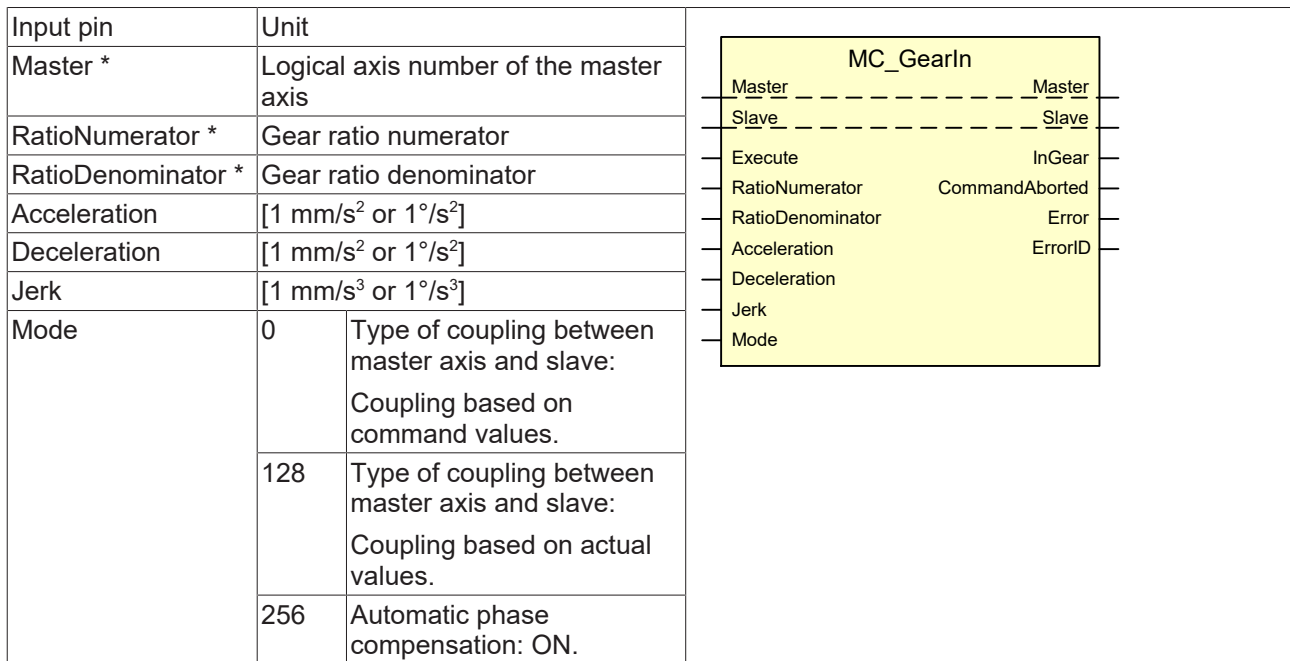 Input pin Unit
Master * Logical axis number of the master
axis
RatioNumerator * Gear ratio numerator
RatioDenominator * Gear ratio denominator
Acceleration [1 mm/s² or 1°/s²]
Deceleration [1 mm/s² or 1°/s²]
Jerk [1 mm/s³ or 1°/s³]
Mode 0 Type of coupling between
master axis and slave:
Coupling based on
command values.
128 Type of coupling between
master axis and slave:
Coupling based on actual
values.
256 Automatic phase
compensation: ON.
MC_GearIn
Master Master
Slave Slave
Execute InGear
RatioNumerator CommandAborted
RatioDenominator Error
Acceleration ErrorID
Deceleration
Jerk
Mode